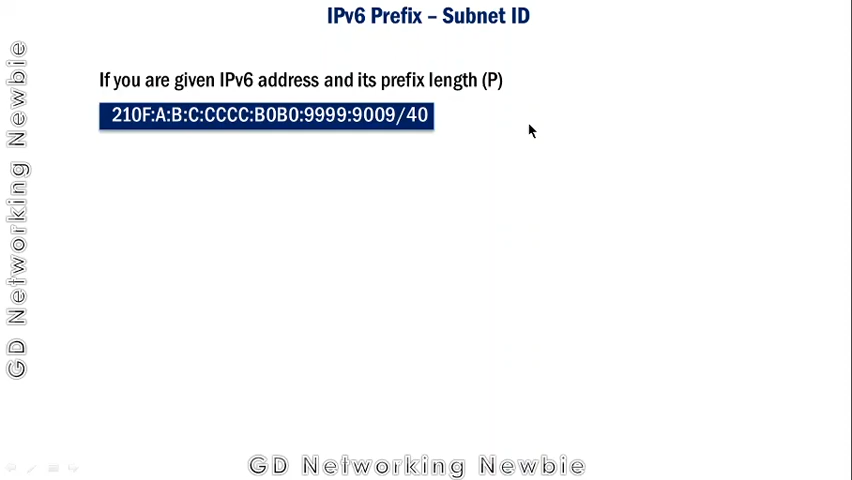 IPv6 Prefix – Subnet ID
If you are given IPv6 address and its prefix length (P)
210F:A:B:C:CCCC:B0B0:9999:9009/40
GD Networking Newbie
GD Networking Newbie